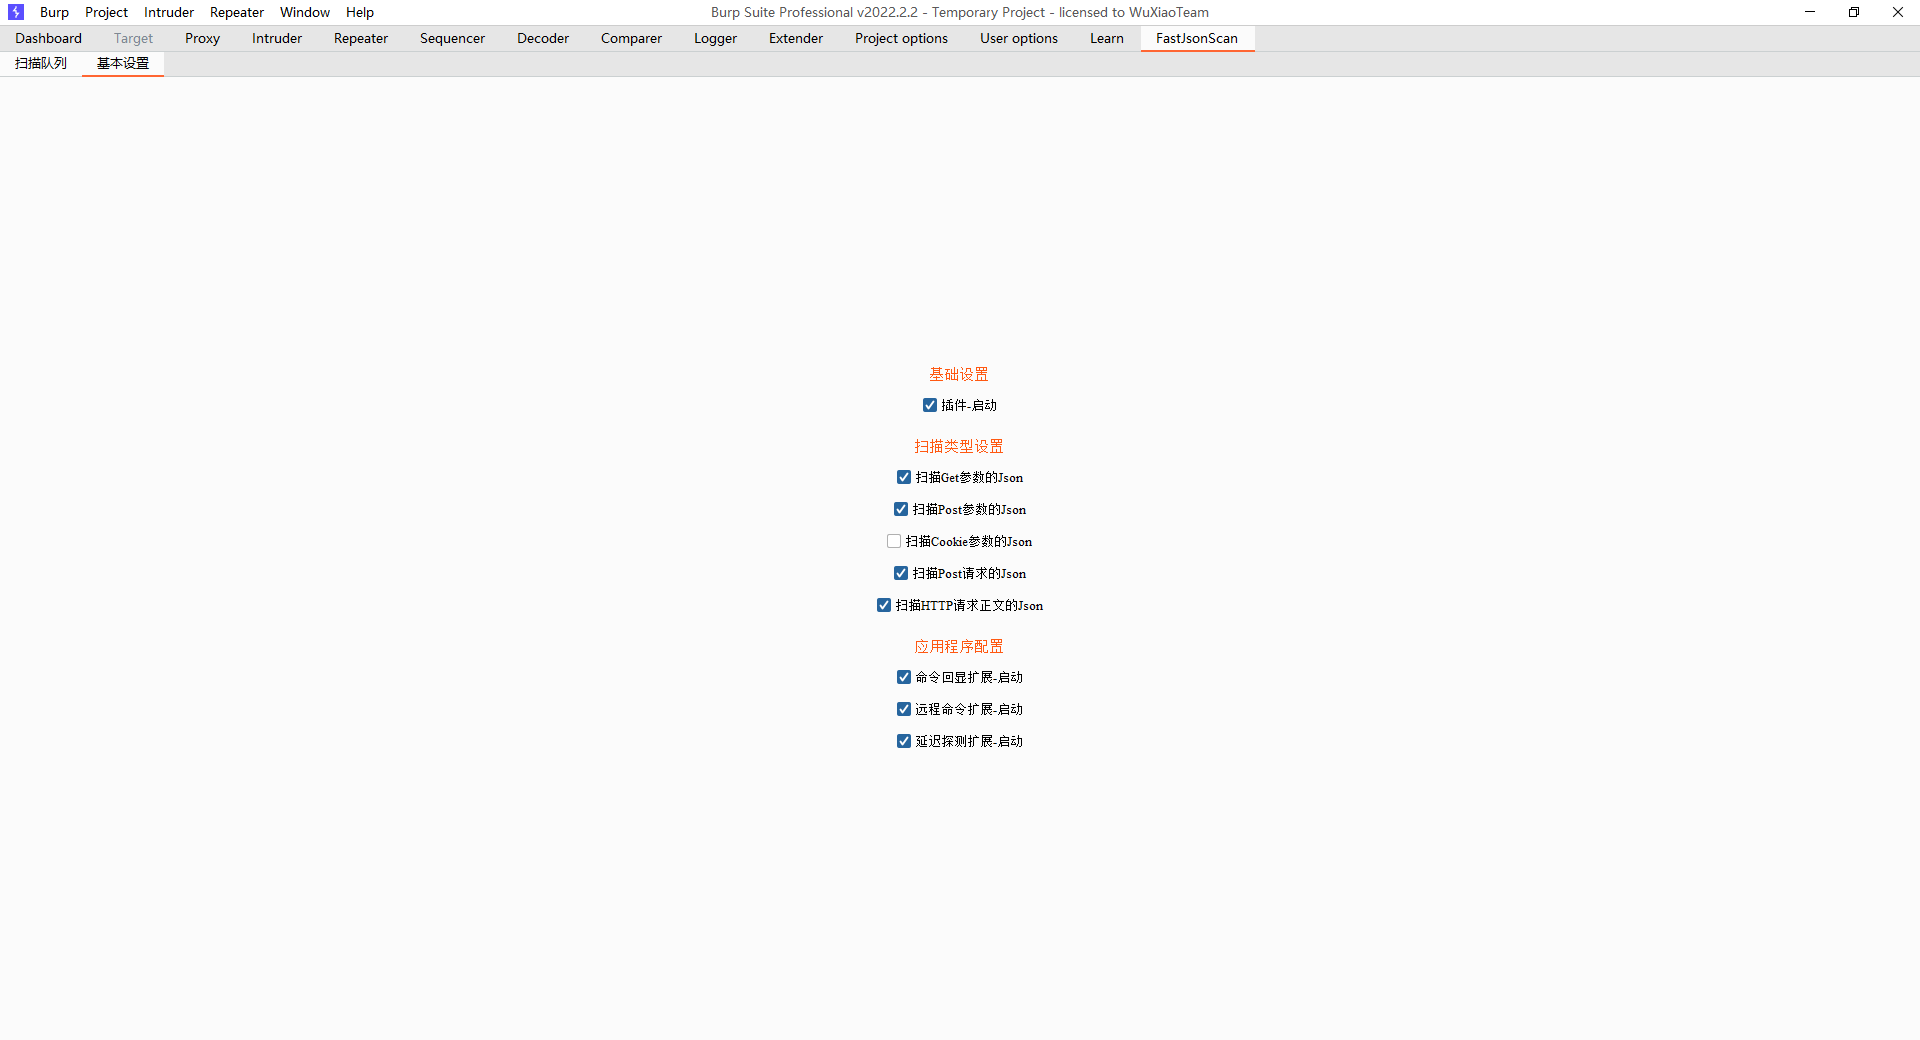 Burp Project Intruder Repeater Window Help Burp Suite Professional v2022.2.2 - Temporary Project - licensed to WuXiaoTeam
Dashboard Target Proxy Intruder Repeater Sequencer Decoder Comparer Logger Extender Project options User options Learn FastJsonScan
扫描队列 基本设置
基础设置
插件-启动
扫描类型设置
扫描Get参数的Json
扫描Post参数的Json
扫描Cookie参数的Json
扫描Post请求的Json
扫描HTTP请求正文的Json
应用程序配置
命令回显扩展-启动
远程命令扩展-启动
延迟探测扩展-启动